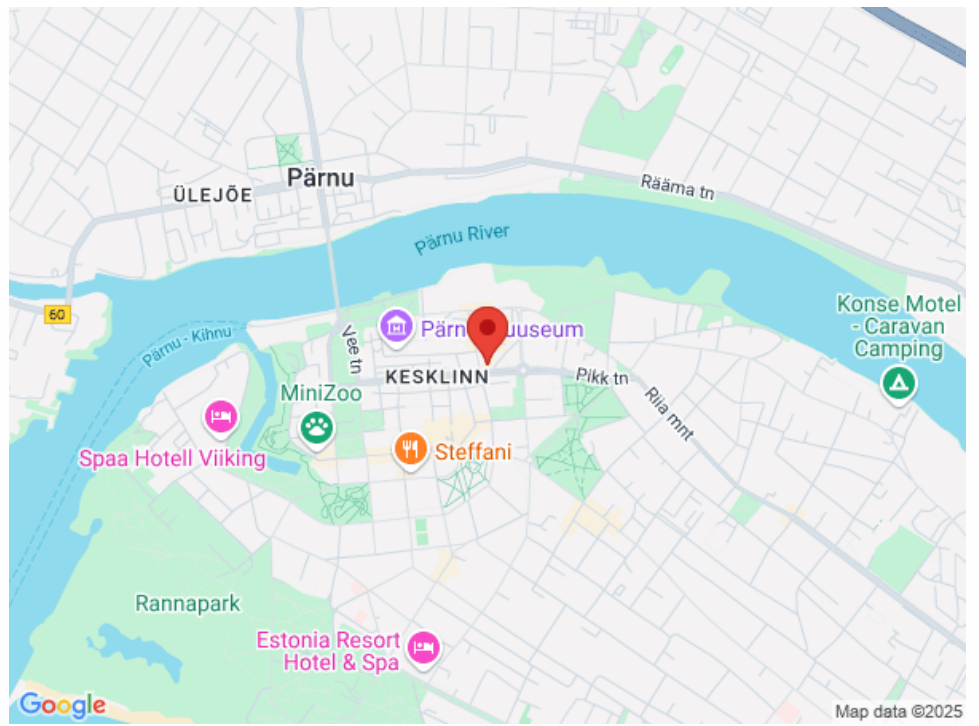 Pärnu
ÜLEJÕE
Rääma tn
Pärnu River
60
Pärnu - Kihnu
Vee tn
Konse Motel
- Caravan
Camping
KESKLINN
Pikk tn
Riia mnt
MiniZoo
Spaa Hotell Viiking
Steffani
Rannapark
Estonia Resort
Hotel & Spa
Google
Map data ©2025